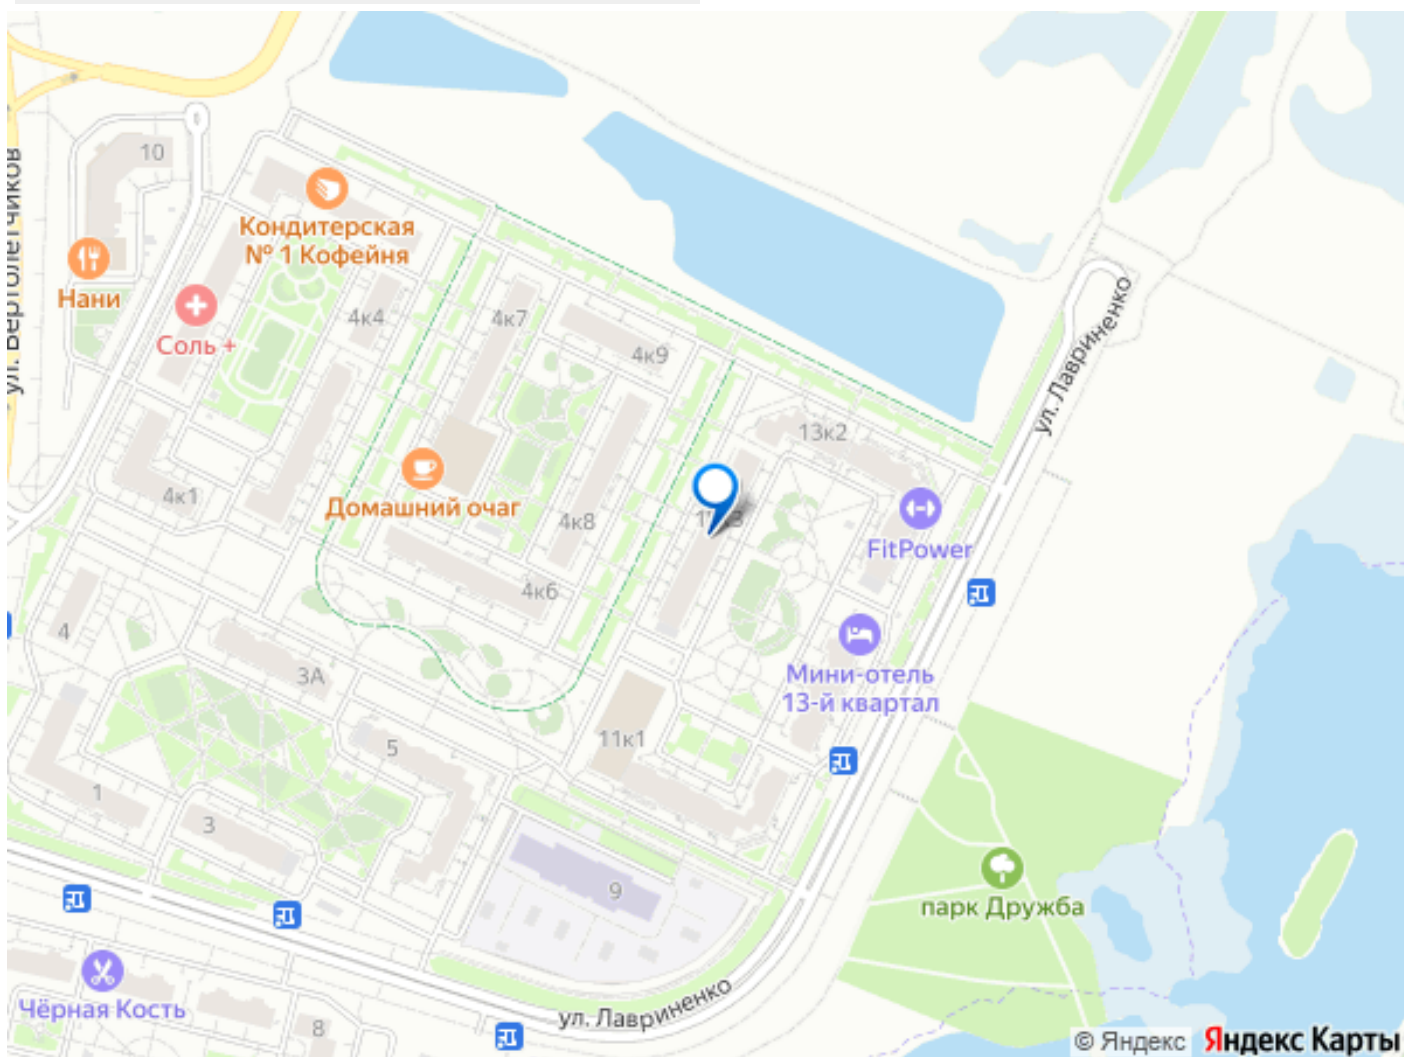 10
ул. Вертолётчиков
Кондитерская
№ 1 Кофейня
Нани
Соль +
4к4
4к7
4к9
ул. Лавриненко
13к2
4к1
Домашний очаг
4к8
FitPower
4к6
4
3А
Мини-отель
13-й квартал
5
11к1
1
3
9
парк Дружба
Чёрная Кость
8
ул. Лавриненко
© Яндекс Яндекс Карты